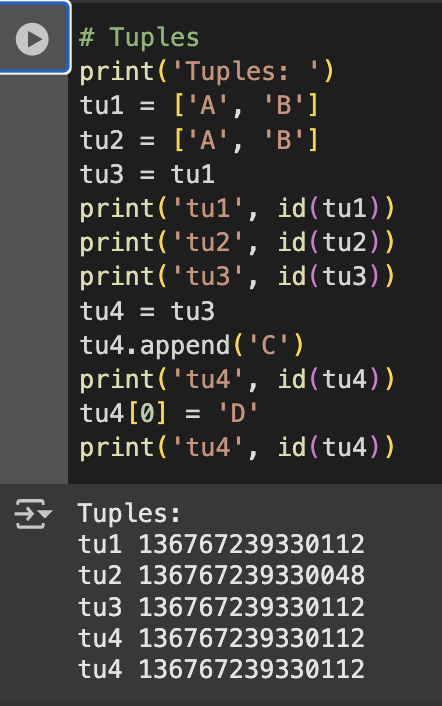 # Tuples
print('Tuples: ')
tu1 = ['A', 'B']
tu2 = ['A', 'B']
tu3 = tu1
print('tu1', id(tu1))
print('tu2', id(tu2))
print('tu3', id(tu3))
tu4 = tu3
tu4.append('C')
print('tu4', id(tu4))
tu4[0] = 'D'
print('tu4', id(tu4))
Tuples:
tu1 136767239330112
tu2 136767239330048
tu3 136767239330112
tu4 136767239330112
tu4 136767239330112